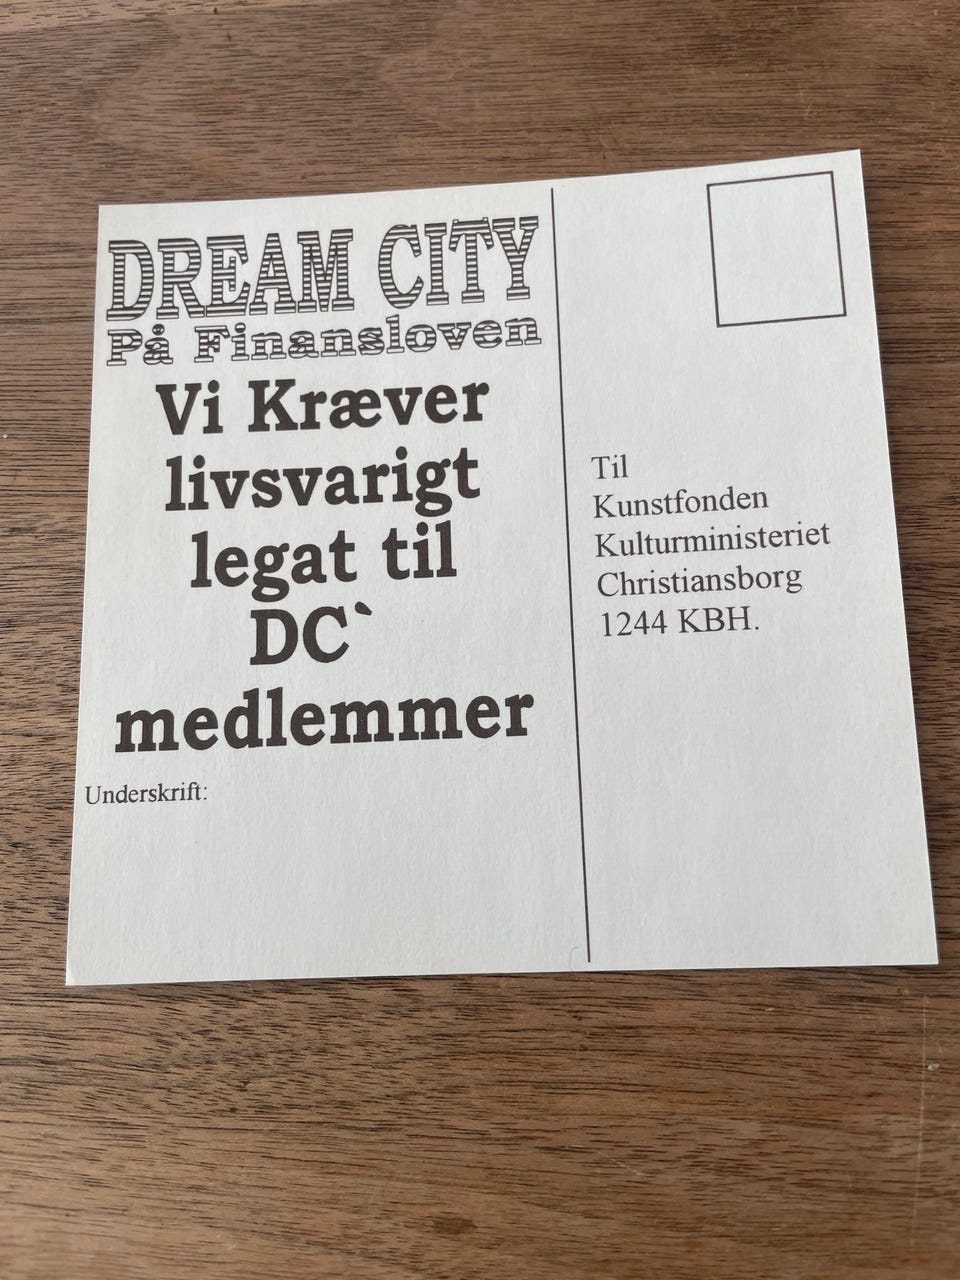 DREAM CITY
På Finansloven
Vi Kræver
livsvarigt
legat til
DC`
medlemmer
Underskrift:
Til
Kunstfonden
Kulturministeriet
Christiansborg
1244 KBH.